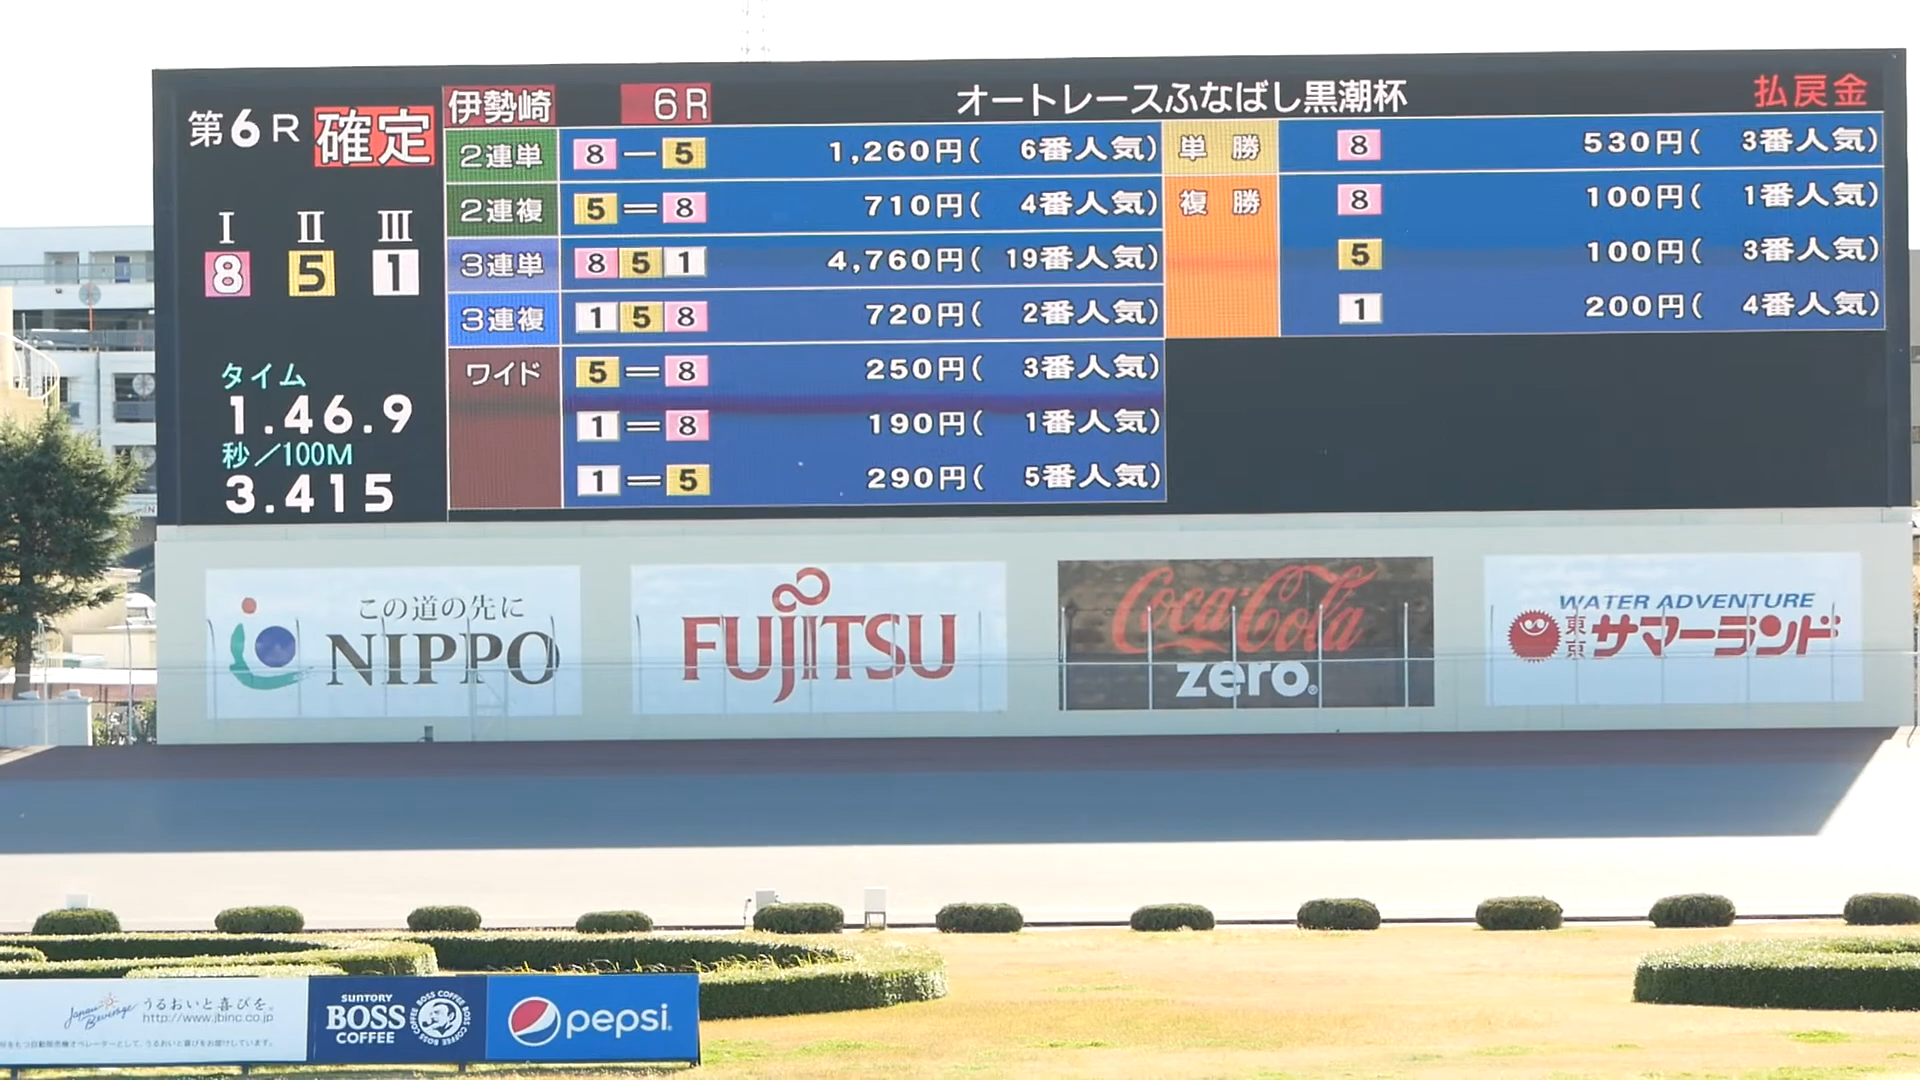 第6R 確定
伊勢崎 6R オートレースふなばし黒潮杯 払戻金
I II III
8 5 1
タイム
1.46.9
秒/100M
3.415
2連単 8-5 1,260円( 6番人気)
2連複 5=8 710円( 4番人気)
3連単 8 5 1 4,760円( 19番人気)
3連複 1 5 8 720円( 2番人気)
ワイド 5=8 250円( 3番人気)
1=8 190円( 1番人気)
1=5 290円( 5番人気)
単勝 8 530円( 3番人気)
複勝 8 100円( 1番人気)
5 100円( 3番人気)
1 200円( 4番人気)
この道の先に
NIPPO
FUJITSU
Coca-Cola
zero®
WATER ADVENTURE
東京サマーランド
Japan Beverage
うるおいと喜びを。
http://www.jbinc.co.jp
SUNTORY
BOSS
COFFEE
BOSS COFFEE BOSS COFFEE
pepsi